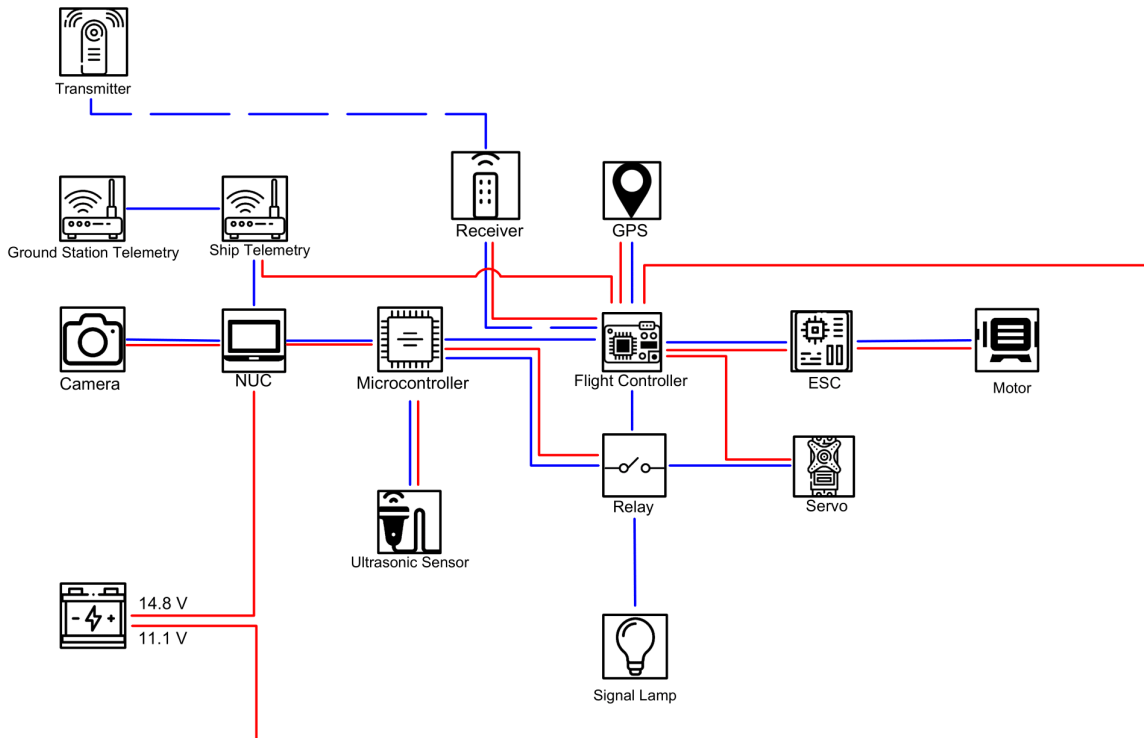 Transmitter
Receiver
GPS
Ground Station Telemetry
Ship Telemetry
Camera
NUC
Microcontroller
Flight Controller
ESC
Motor
Relay
Servo
Ultrasonic Sensor
14.8 V
11.1 V
Signal Lamp